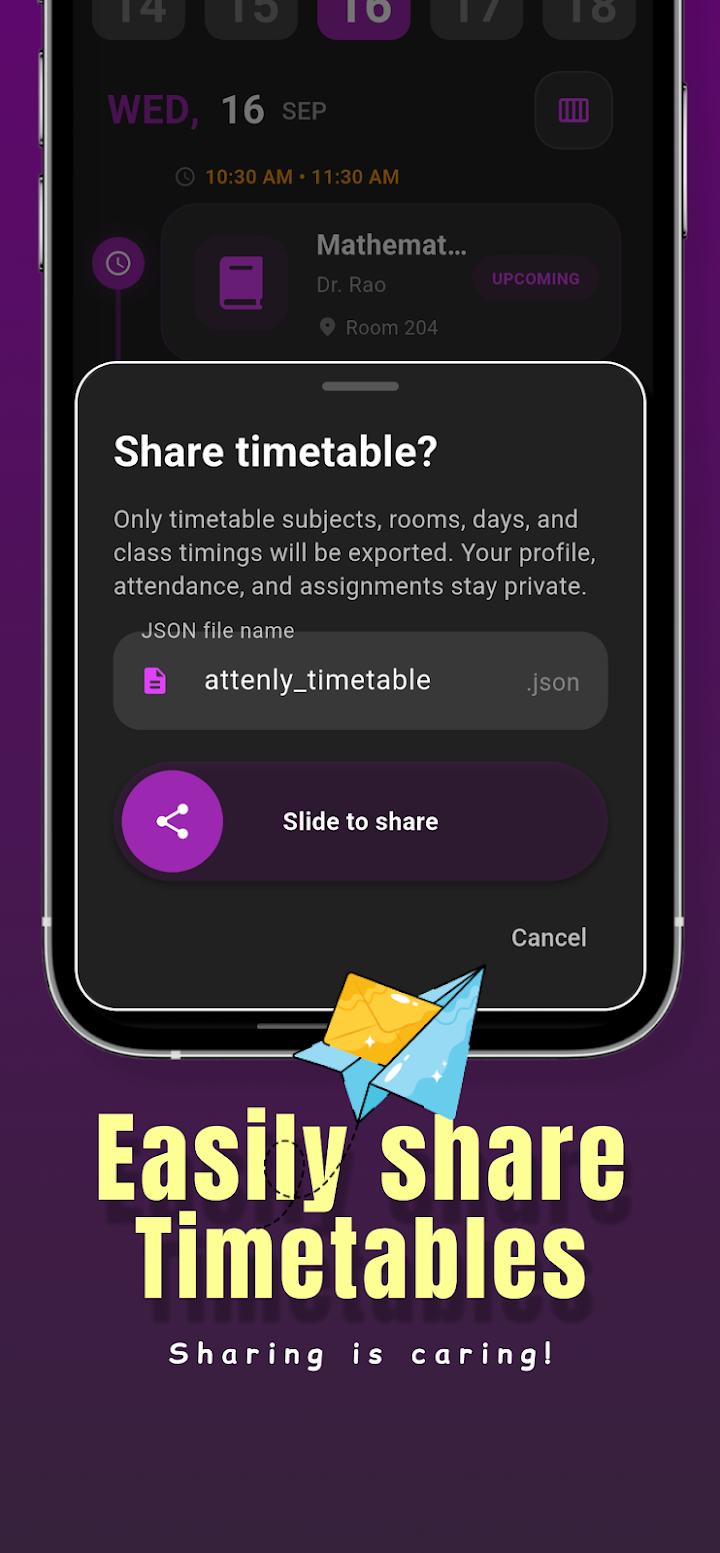 14 15 16 17 18
WED, 16 SEP
10:30 AM • 11:30 AM
Mathemat...
Dr. Rao
UPCOMING
Room 204
Share timetable?
Only timetable subjects, rooms, days, and
class timings will be exported. Your profile,
attendance, and assignments stay private.
JSON file name
attenly_timetable .json
Slide to share
Cancel
Easily share
Timetables
Sharing is caring!